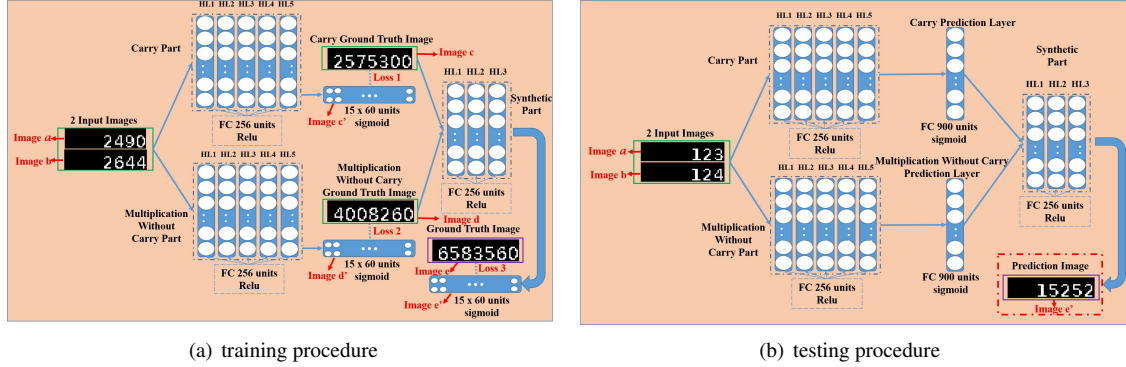 HL1 HL2 HL3 HL4 HL5
Carry Part
FC 256 units
Relu
2 Input Images
Image a
2490
Image b
2644
HL1 HL2 HL3 HL4 HL5
Multiplication
Without
Carry Part
FC 256 units
Relu
Carry Ground Truth Image
2575300
Image c
Loss 1
15 x 60 units
sigmoid
Image c'
Multiplication
Without Carry
Ground Truth Image
4008260
Image d
Loss 2
15 x 60 units
sigmoid
Image d'
HL1 HL2 HL3
Synthetic
Part
FC 256 units
Relu
Ground Truth Image
6583560
Image e
Loss 3
Image e'
15 x 60 units
sigmoid
(a) training procedure
HL1 HL2 HL3 HL4 HL5
Carry Part
FC 256 units
Relu
2 Input Images
Image a
123
Image b
124
HL1 HL2 HL3 HL4 HL5
Multiplication
Without
Carry Part
FC 256 units
Relu
Carry Prediction Layer
FC 900 units
sigmoid
Multiplication Without Carry
Prediction Layer
FC 900 units
sigmoid
Synthetic
Part
HL1 HL2 HL3
FC 256 units
Relu
Prediction Image
15252
Image e'
(b) testing procedure